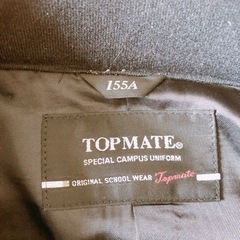 155A
TOPMATE®
SPECIAL CAMPUS UNIFORM
ORIGINAL SCHOOL WEAR Topmate